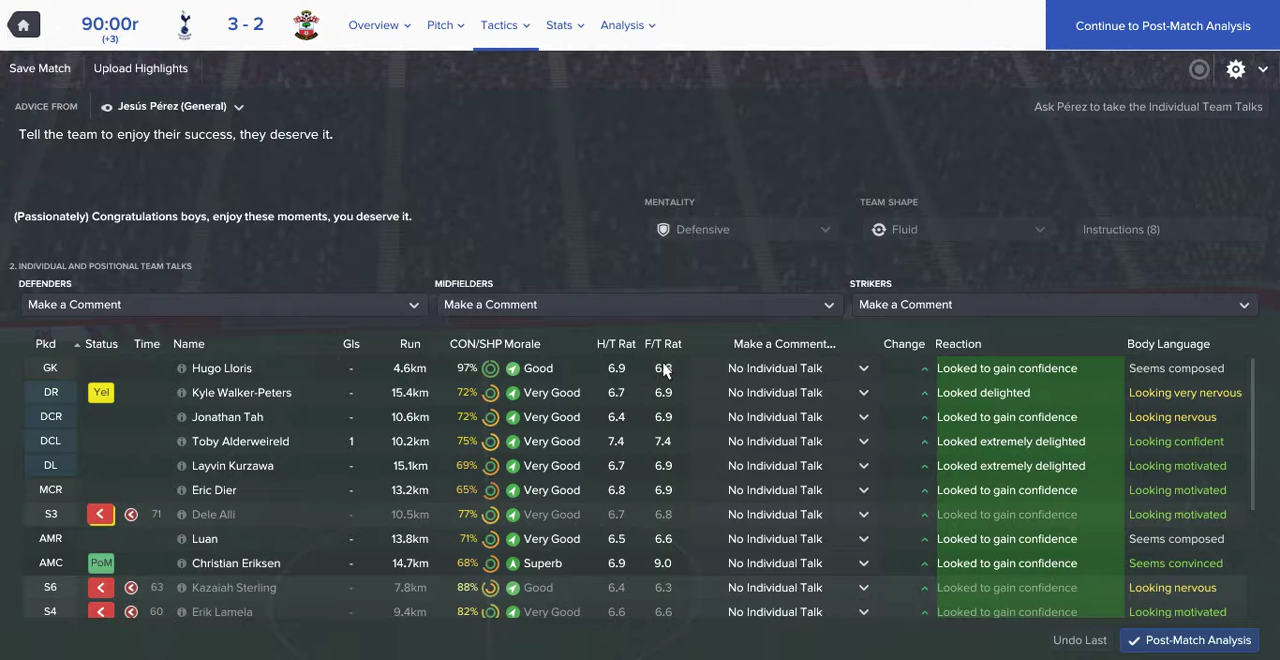 90:00r 3 - 2 Overview Pitch Tactics Stats Analysis Continue to Post-Match Analysis
(+3)
Save Match Upload Highlights
ADVICE FROM Jesús Pérez (General) Ask Pérez to take the Individual Team Talks
Tell the team to enjoy their success, they deserve it.
MENTALITY TEAM SHAPE
(Passionately) Congratulations boys, enjoy these moments, you deserve it.
Defensive Fluid Instructions (8)
2. INDIVIDUAL AND POSITIONAL TEAM TALKS
DEFENDERS MIDFIELDERS STRIKERS
Make a Comment Make a Comment Make a Comment
Pkd Status Time Name Gls Run CON/SHP Morale H/T Rat F/T Rat Make a Comment... Change Reaction Body Language
GK Hugo Lloris - 4.6km 97% Good 6.9 No Individual Talk Looked to gain confidence Seems composed
DR Yel Kyle Walker-Peters - 15.4km 72% Very Good 6.7 6.9 No Individual Talk Looked delighted Looking very nervous
DCR Jonathan Tah - 10.6km 72% Very Good 6.4 6.9 No Individual Talk Looked to gain confidence Looking nervous
DCL Toby Alderweireld 1 10.2km 75% Very Good 7.4 7.4 No Individual Talk Looked extremely delighted Looking confident
DL Layvin Kurzawa - 15.1km 69% Very Good 6.7 6.9 No Individual Talk Looked extremely delighted Looking motivated
MCR Eric Dier - 13.2km 65% Very Good 6.8 6.9 No Individual Talk Looked to gain confidence Looking motivated
S3 71 Dele Alli - 10.5km 77% Very Good 6.7 6.8 No Individual Talk Looked to gain confidence Looking motivated
AMR Luan - 13.8km 71% Very Good 6.5 6.6 No Individual Talk Looked to gain confidence Seems composed
AMC PoM Christian Eriksen - 14.7km 68% Superb 6.9 9.0 No Individual Talk Looked to gain confidence Seems convinced
S6 63 Kazaiah Sterling - 7.8km 88% Good 6.4 6.3 No Individual Talk Looked to gain confidence Looking nervous
S4 60 Erik Lamela - 9.4km 82% Very Good 6.6 6.6 No Individual Talk Looked to gain confidence Looking motivated
Undo Last Post-Match Analysis